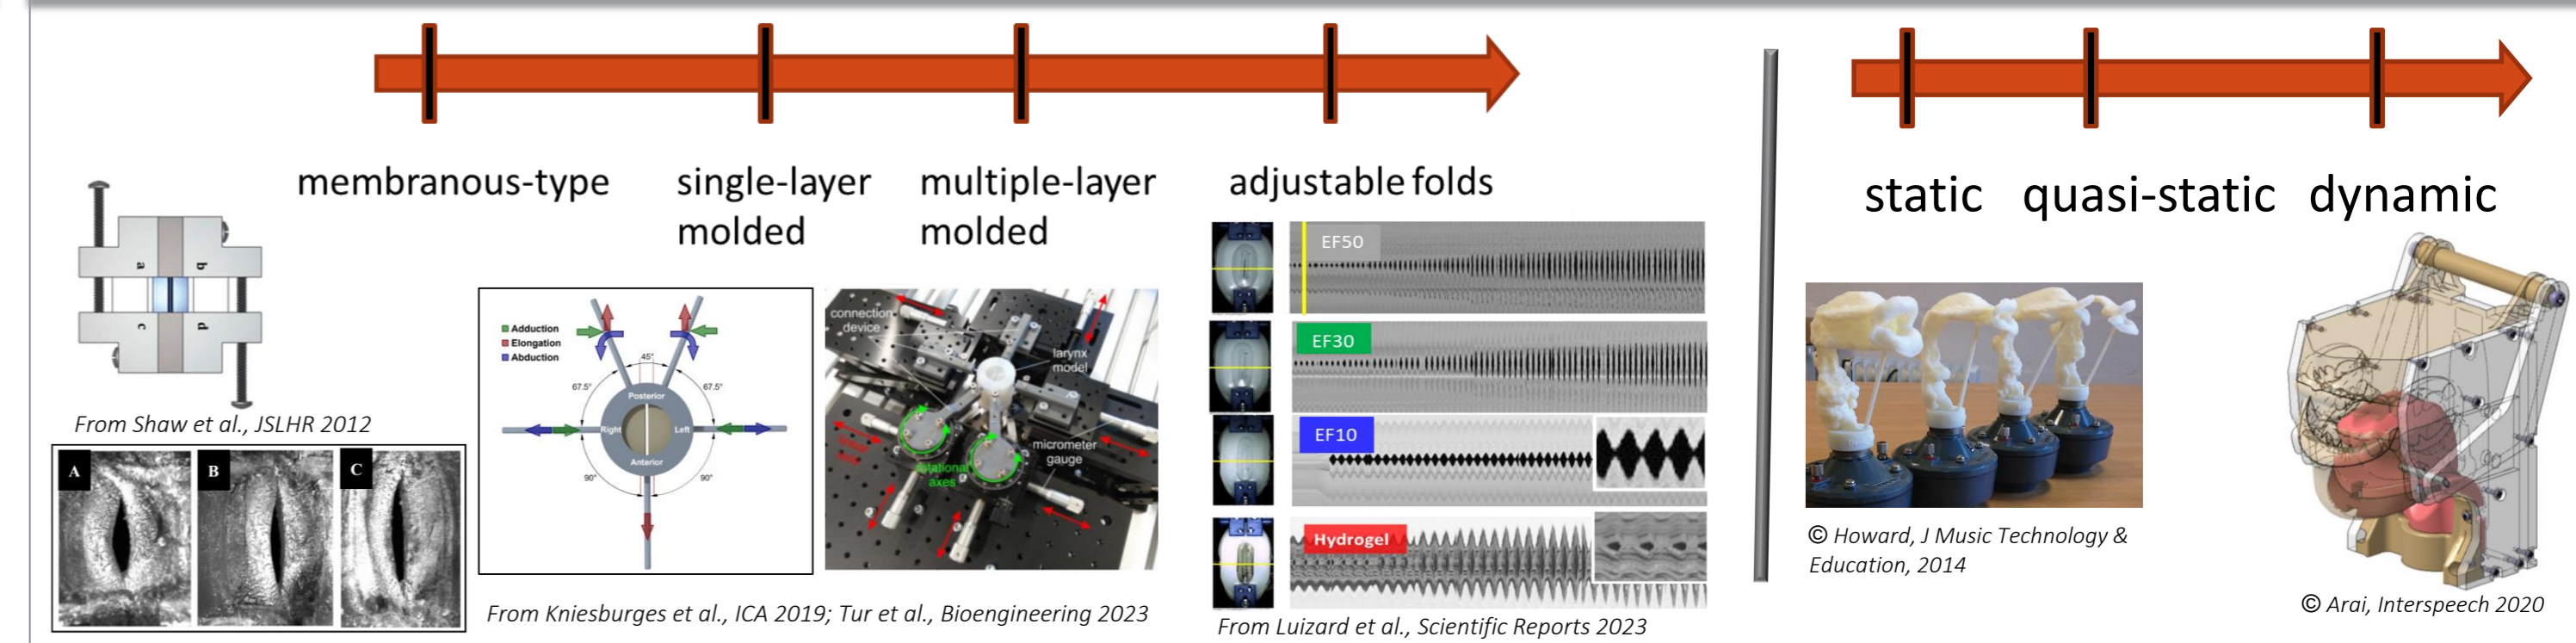 membranous-type
single-layer
molded
multiple-layer
molded
adjustable folds
a
b
c
d
From Shaw et al., JSLHR 2012
A
B
C
Adduction
Elongation
Abduction
45°
67.5°
67.5°
Posterior
Right
Left
Anterior
90°
90°
connection
device
larynx
model
micrometer
gauge
rotational
axes
From Kniesburges et al., ICA 2019; Tur et al., Bioengineering 2023
EF50
EF30
EF10
Hydrogel
From Luizard et al., Scientific Reports 2023
static quasi-static dynamic
© Howard, J Music Technology &
Education, 2014
© Arai, Interspeech 2020